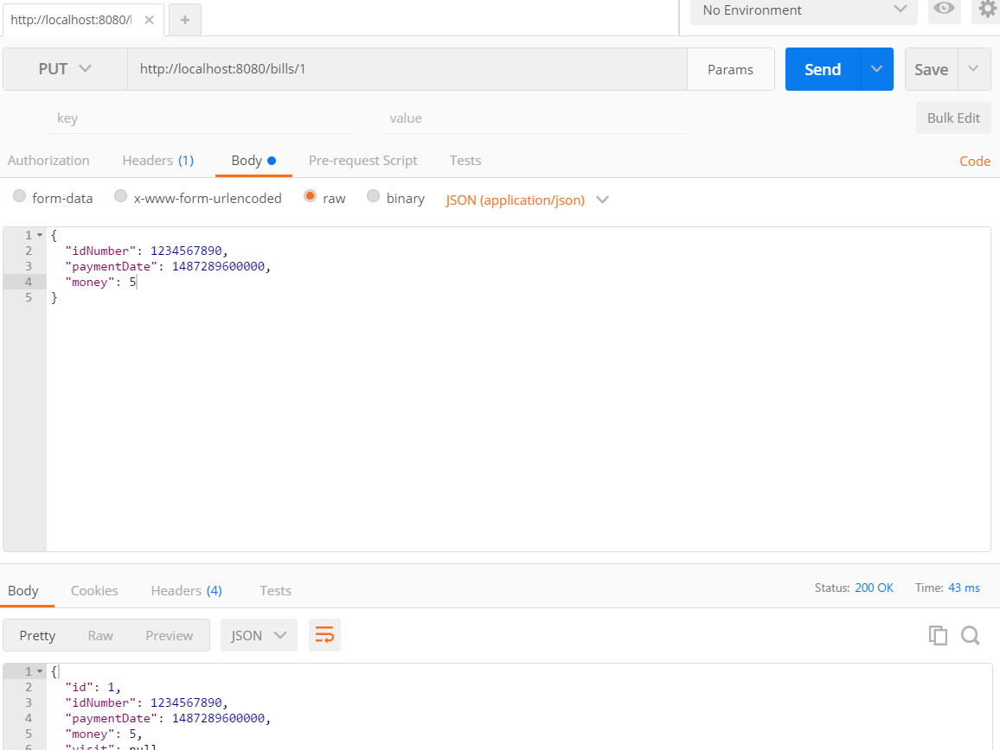 http://localhost:8080/
No Environment
PUT http://localhost:8080/bills/1 Params Send Save
key value Bulk Edit
Authorization Headers (1) Body Pre-request Script Tests Code
form-data x-www-form-urlencoded raw binary JSON (application/json)
1 {
2 "idNumber": 1234567890,
3 "paymentDate": 1487289600000,
4 "money": 5
5 }
Body Cookies Headers (4) Tests Status: 200 OK Time: 43 ms
Pretty Raw Preview JSON
1 {
2 "id": 1,
3 "idNumber": 1234567890,
4 "paymentDate": 1487289600000,
5 "money": 5,
6 "visit": null